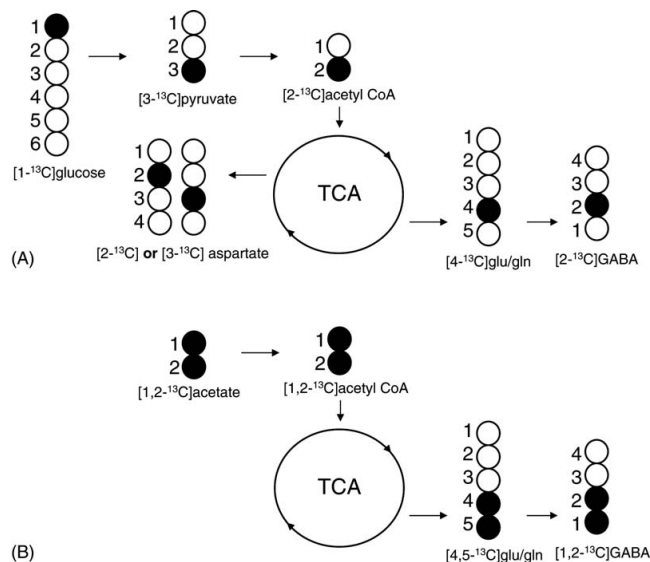 1
2
3
4
5
6
[1-¹³C]glucose
1
2
3
[3-¹³C]pyruvate
1
2
[2-¹³C]acetyl CoA
TCA
1
2
3
4
[2-¹³C] or [3-¹³C] aspartate
1
2
3
4
5
[4-¹³C]glu/gln
4
3
2
1
[2-¹³C]GABA
(A)
1
2
[1,2-¹³C]acetate
1
2
[1,2-¹³C]acetyl CoA
TCA
1
2
3
4
5
[4,5-¹³C]glu/gln
4
3
2
1
[1,2-¹³C]GABA
(B)